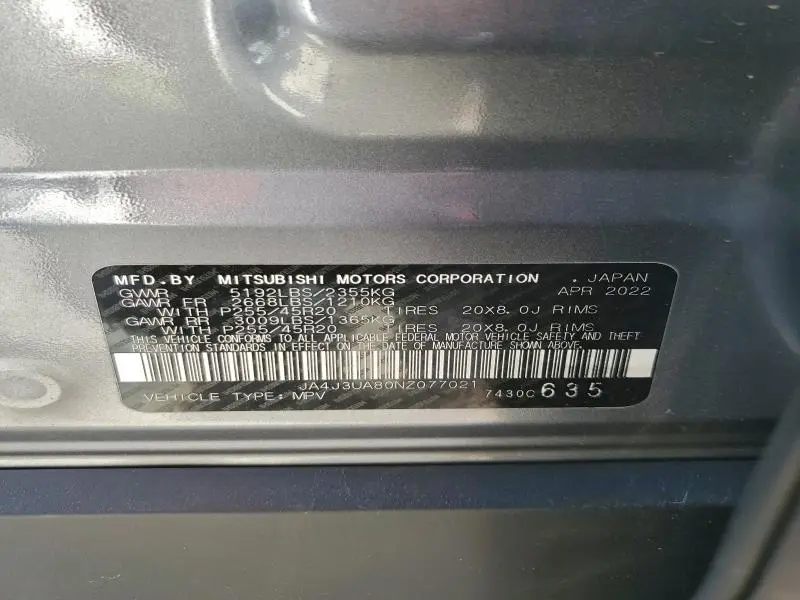 MFD.BY MITSUBISHI MOTORS CORPORATION . JAPAN
GVWR 5192LBS/2355KG APR 2022
GAWR FR 2668LBS/1210KG
WITH P255/45R20 TIRES 20X8.0J RIMS
GAWR RR 3009LBS/1365KG
WITH P255/45R20 TIRES 20X8.0J RIMS
THIS VEHICLE CONFORMS TO ALL APPLICABLE FEDERAL MOTOR VEHICLE SAFETY AND THEFT
PREVENTION STANDARDS IN EFFECT ON THE DATE OF MANUFACTURE SHOWN ABOVE.
JA4J3UA80NZ077021
VEHICLE TYPE: MPV 7430C 635